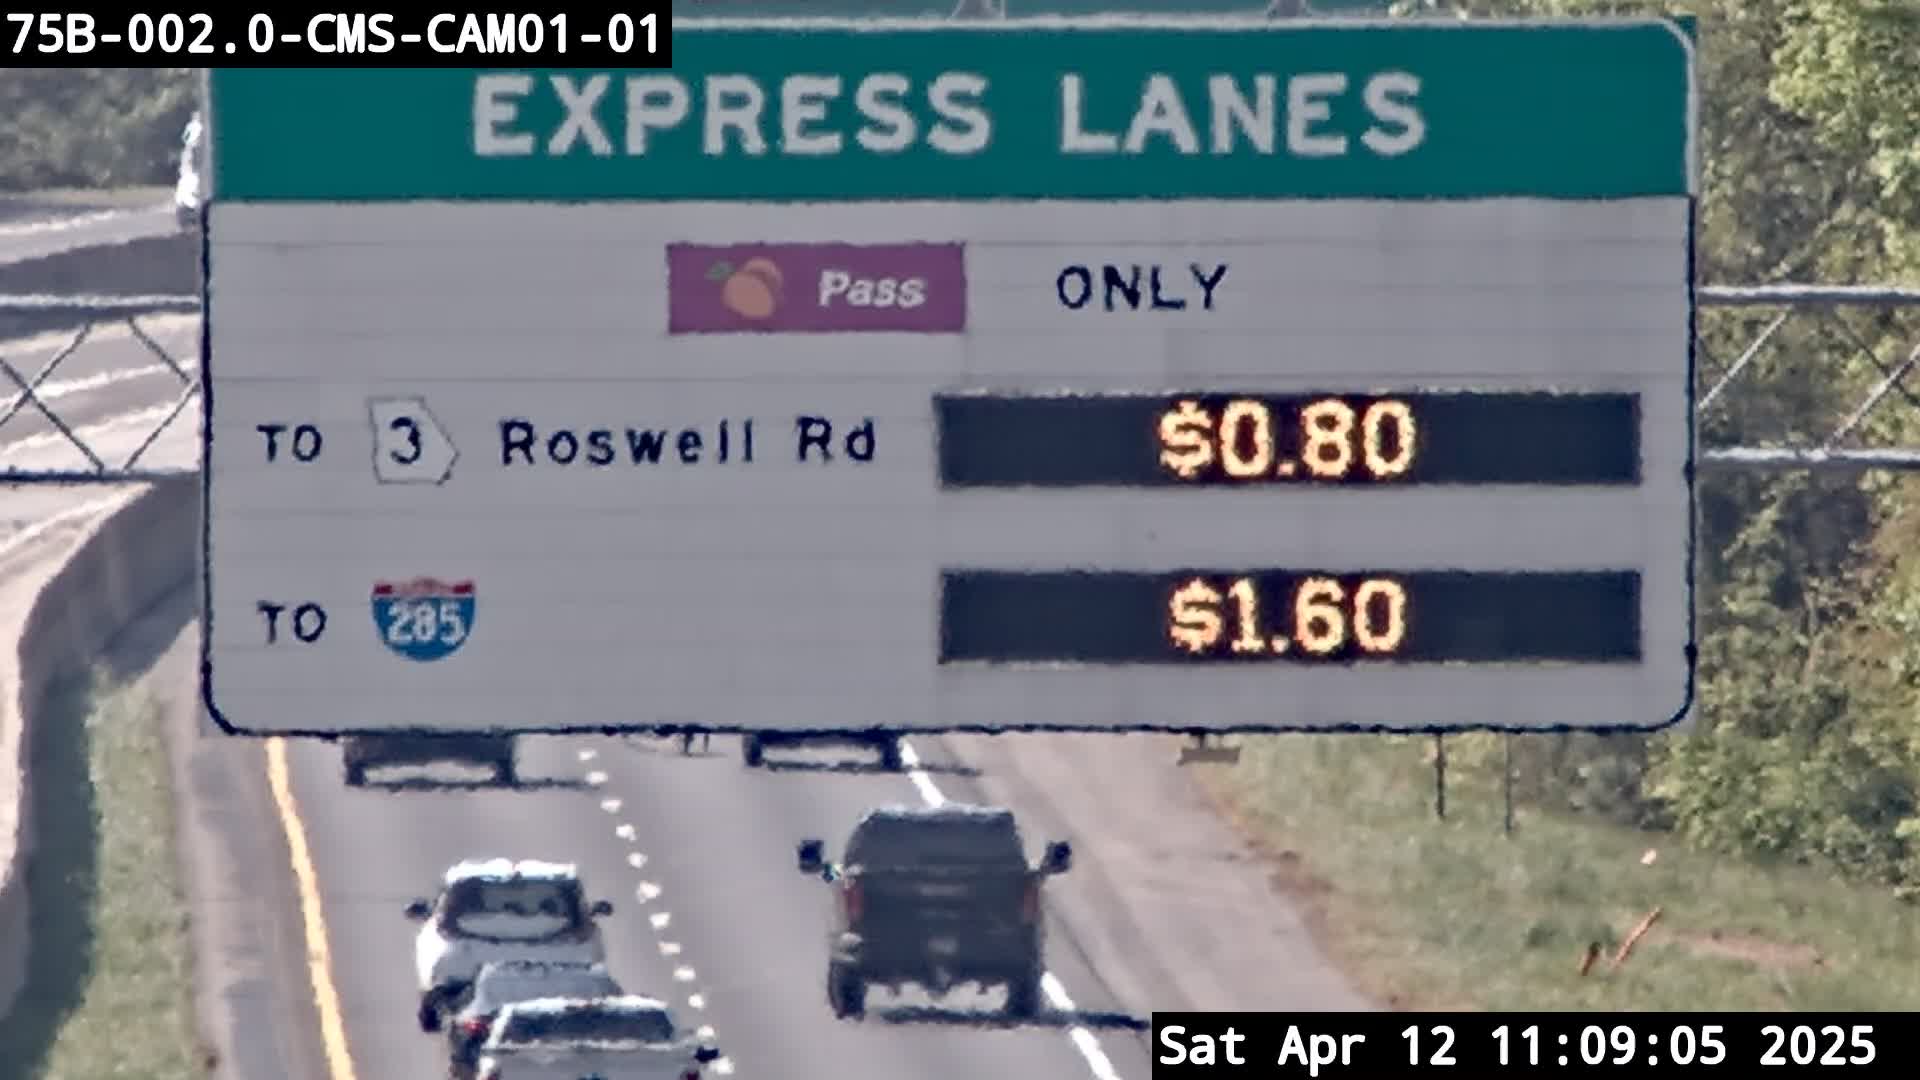 75B-002.0-CMS-CAM01-01
EXPRESS LANES
Pass ONLY
TO 3 Roswell Rd $0.80
TO 285 $1.60
Sat Apr 12 11:09:05 2025